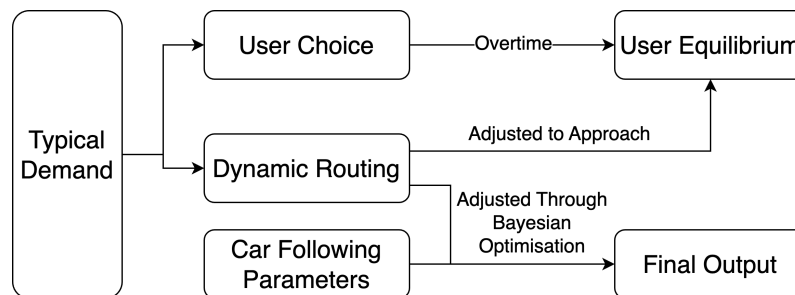 User Choice
Overtime
User Equilibrium
Typical
Demand
Adjusted to Approach
Dynamic Routing
Adjusted Through
Bayesian
Optimisation
Car Following
Parameters
Final Output